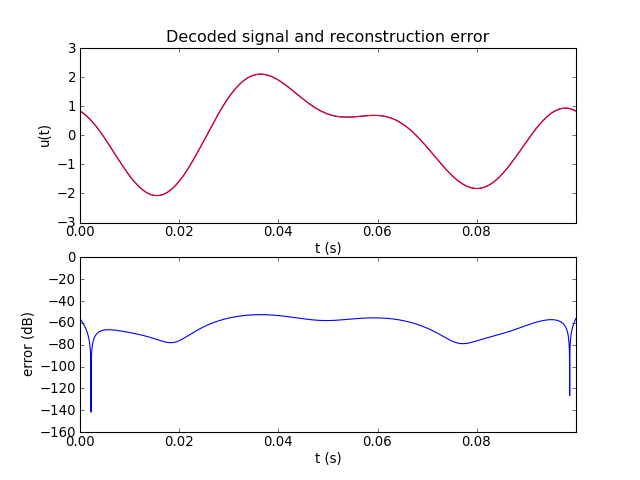 Decoded signal and reconstruction error
3
2
1
0
−1
−2
−3
u(t)
0.00 0.02 0.04 0.06 0.08
t (s)
0
−20
−40
−60
−80
−100
−120
−140
−160
error (dB)
0.00 0.02 0.04 0.06 0.08
t (s)